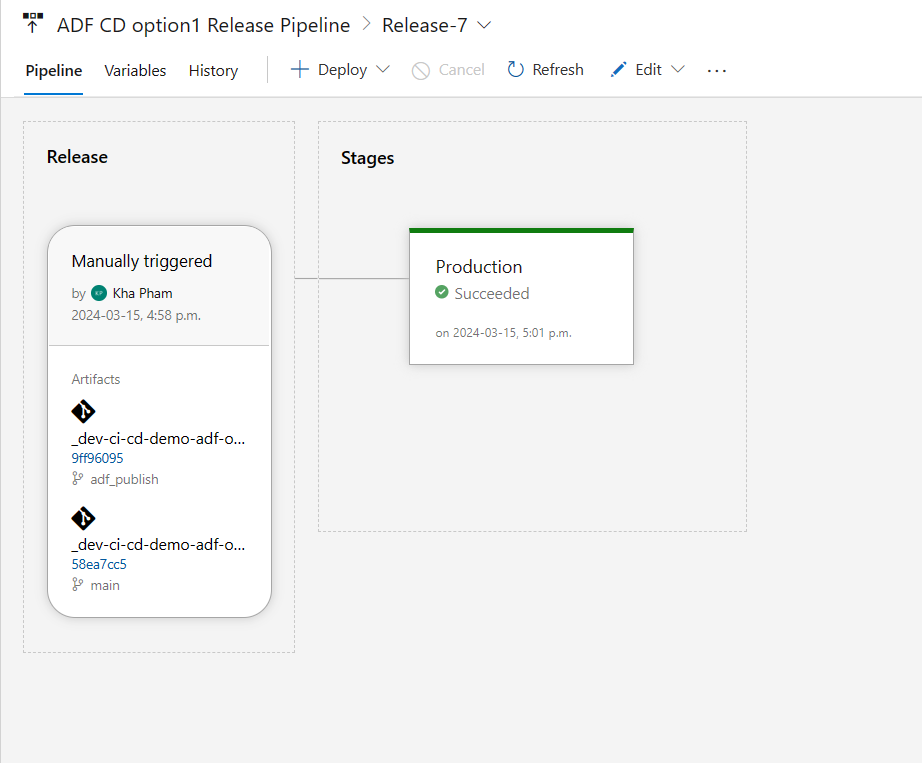 ADF CD option1 Release Pipeline > Release-7
Pipeline Variables History + Deploy Cancel Refresh Edit ...
Release
Manually triggered
by KP Kha Pham
2024-03-15, 4:58 p.m.
Artifacts
_dev-ci-cd-demo-adf-o...
9ff96095
adf_publish
_dev-ci-cd-demo-adf-o...
58ea7cc5
main
Stages
Production
Succeeded
on 2024-03-15, 5:01 p.m.